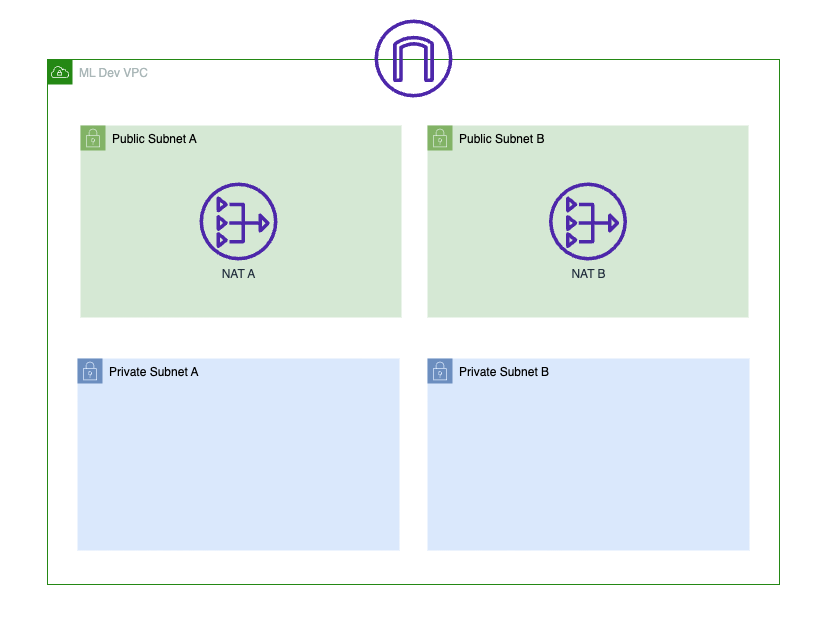 ML Dev VPC
Public Subnet A
Public Subnet B
NAT A
NAT B
Private Subnet A
Private Subnet B